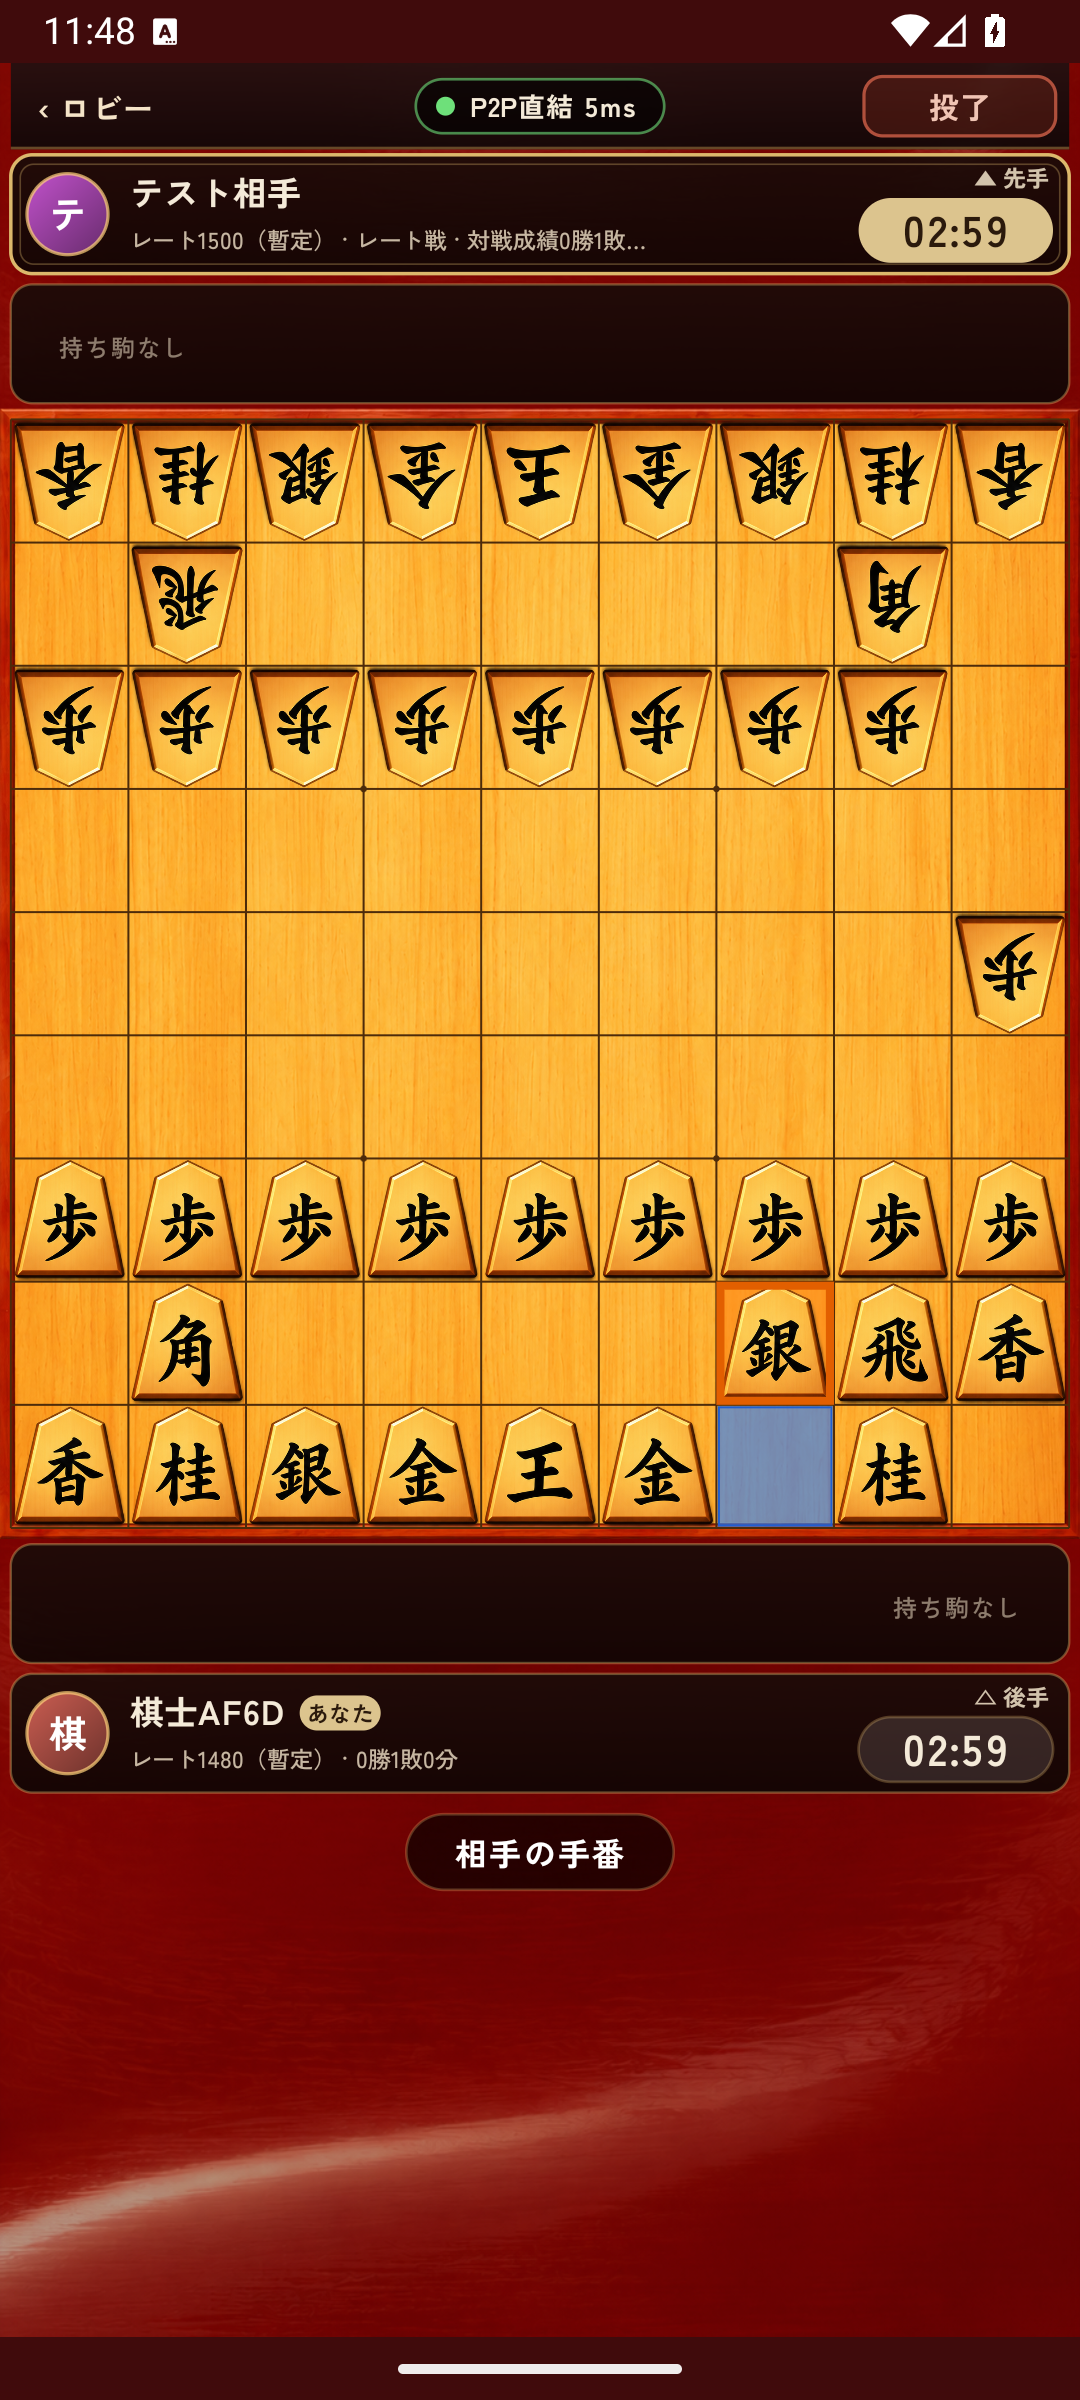 11:48 A
‹ ロビー
P2P直結 5ms
投了
テ
テスト相手
レート1500（暫定）· レート戦 · 対戦成績0勝1敗...
▲ 先手
02:59
持ち駒なし
香 桂 銀 金 玉 金 銀 桂 香
飛 角
歩 歩 歩 歩 歩 歩 歩 歩
歩
歩 歩 歩 歩 歩 歩 歩 歩 歩
角 銀 飛 香
香 桂 銀 金 王 金 桂
持ち駒なし
棋
棋士AF6D あなた
レート1480（暫定）· 0勝1敗0分
△ 後手
02:59
相手の手番